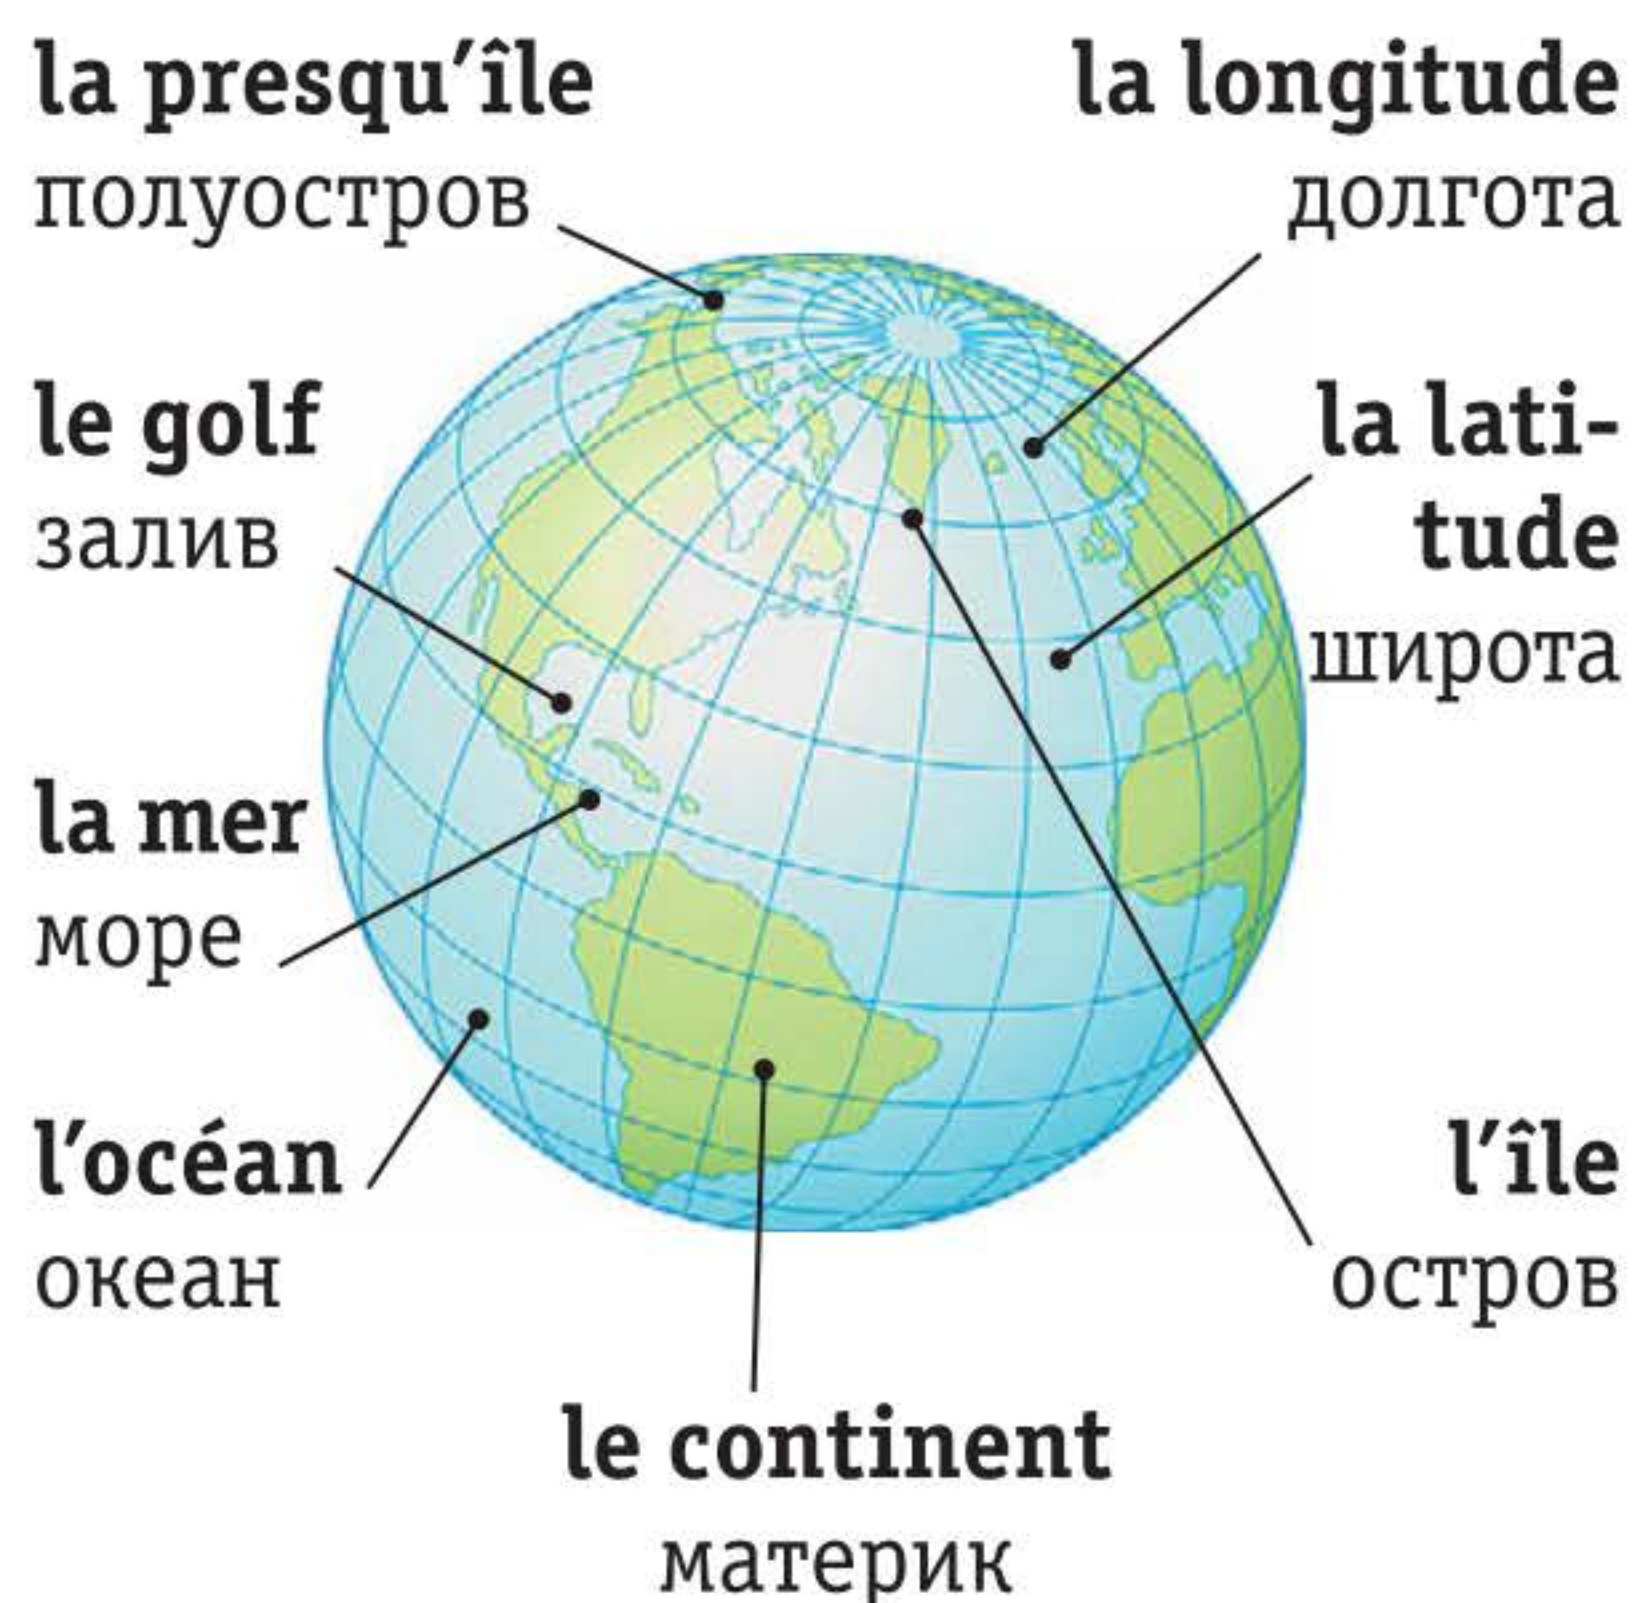 la presqu’île
полуостров
la longitude
долгота
le golf
залив
la lati-
tude
широта
la mer
море
l’océan
океан
l’île
остров
le continent
материк